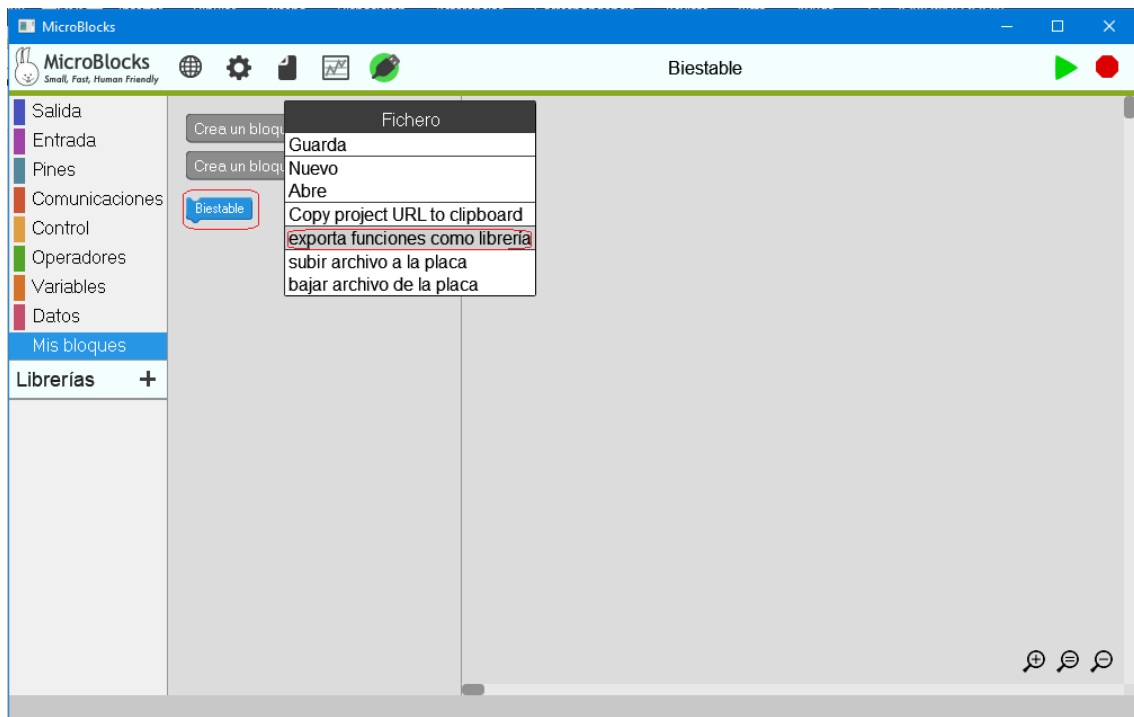 MicroBlocks
MicroBlocks
Small, Fast, Human Friendly
Biestable
Salida
Entrada
Pines
Comunicaciones
Control
Operadores
Variables
Datos
Mis bloques
Librerías +
Crea un bloqu
Crea un bloqu
Biestable
Fichero
Guarda
Nuevo
Abre
Copy project URL to clipboard
exporta funciones como librería
subir archivo a la placa
bajar archivo de la placa